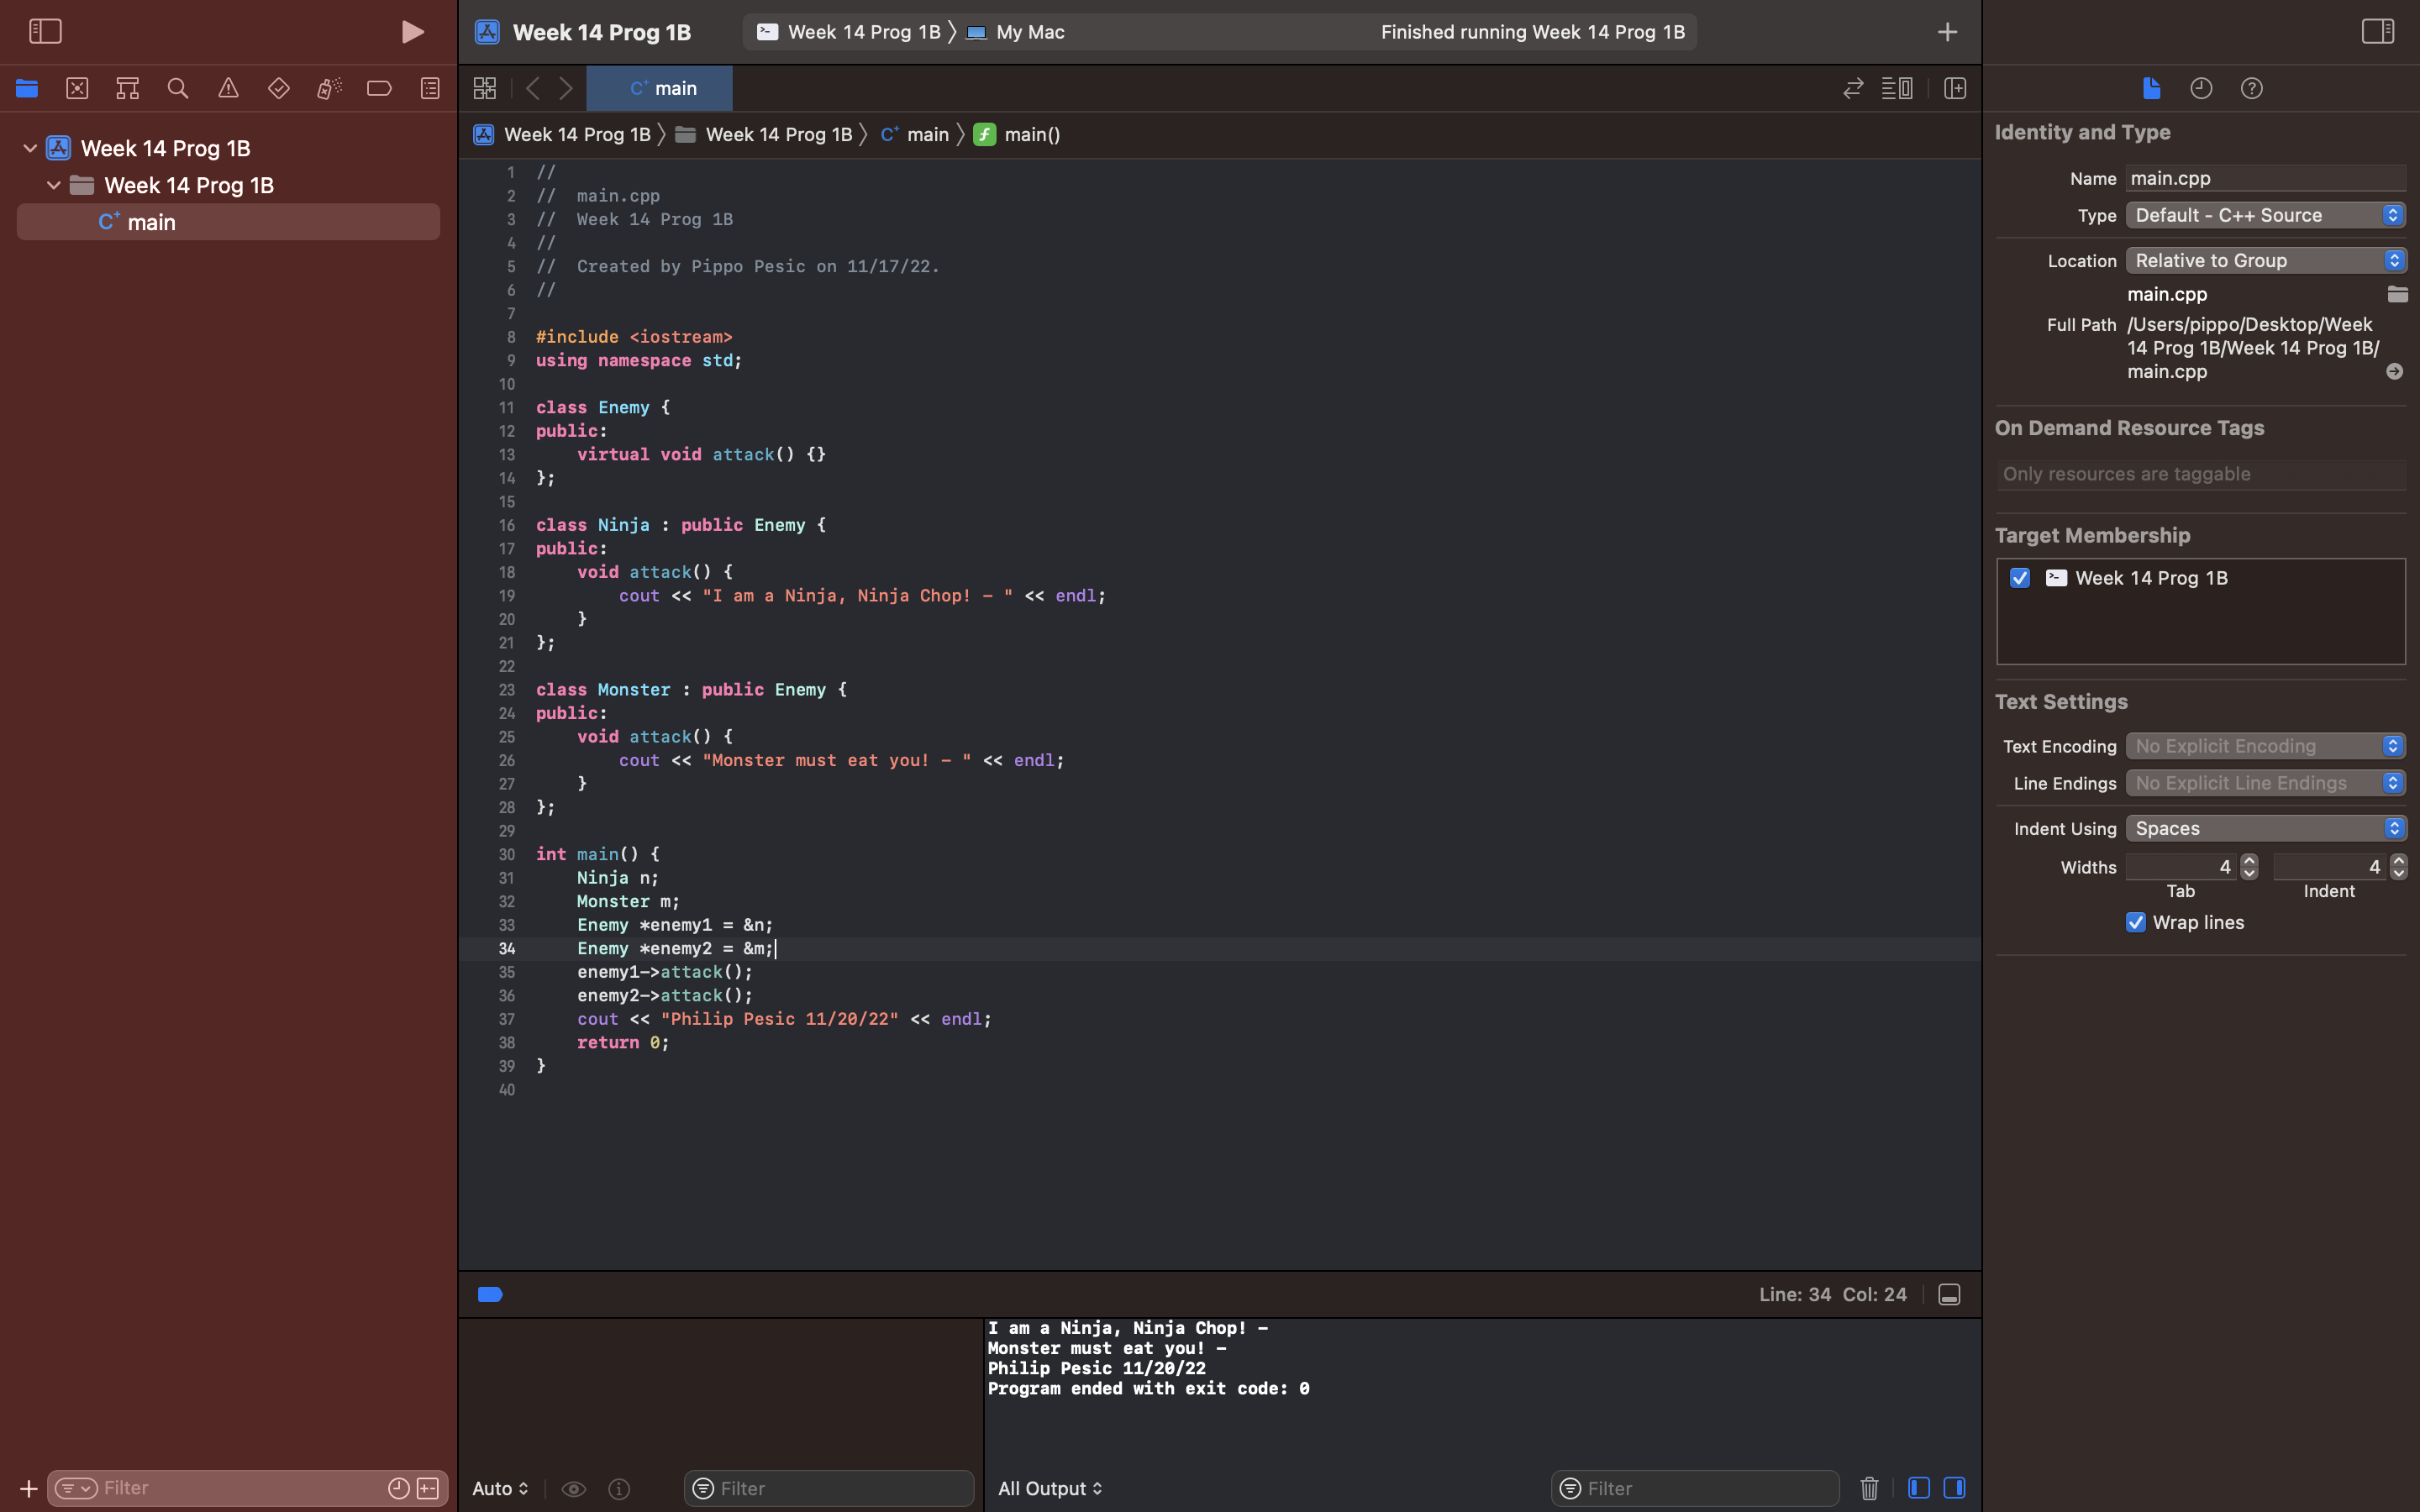 Week 14 Prog 1B
Week 14 Prog 1B
main
Filter
Week 14 Prog 1B
Week 14 Prog 1B 〉 My Mac
Finished running Week 14 Prog 1B
C+ main
Week 14 Prog 1B 〉 Week 14 Prog 1B 〉 C+ main 〉 f main()
1 //
2 //  main.cpp
3 //  Week 14 Prog 1B
4 //
5 //  Created by Pippo Pesic on 11/17/22.
6 //
7
8 #include <iostream>
9 using namespace std;
10
11 class Enemy {
12 public:
13     virtual void attack() {}
14 };
15
16 class Ninja : public Enemy {
17 public:
18     void attack() {
19         cout << "I am a Ninja, Ninja Chop! - " << endl;
20     }
21 };
22
23 class Monster : public Enemy {
24 public:
25     void attack() {
26         cout << "Monster must eat you! - " << endl;
27     }
28 };
29
30 int main() {
31     Ninja n;
32     Monster m;
33     Enemy *enemy1 = &n;
34     Enemy *enemy2 = &m;
35     enemy1->attack();
36     enemy2->attack();
37     cout << "Philip Pesic 11/20/22" << endl;
38     return 0;
39 }
40
Line: 34 Col: 24
I am a Ninja, Ninja Chop! -
Monster must eat you! -
Philip Pesic 11/20/22
Program ended with exit code: 0
Auto
Filter
All Output
Filter
Identity and Type
Name main.cpp
Type Default - C++ Source
Location Relative to Group
main.cpp
Full Path /Users/pippo/Desktop/Week
14 Prog 1B/Week 14 Prog 1B/
main.cpp
On Demand Resource Tags
Only resources are taggable
Target Membership
Week 14 Prog 1B
Text Settings
Text Encoding No Explicit Encoding
Line Endings No Explicit Line Endings
Indent Using Spaces
Widths 4 4
Tab Indent
Wrap lines